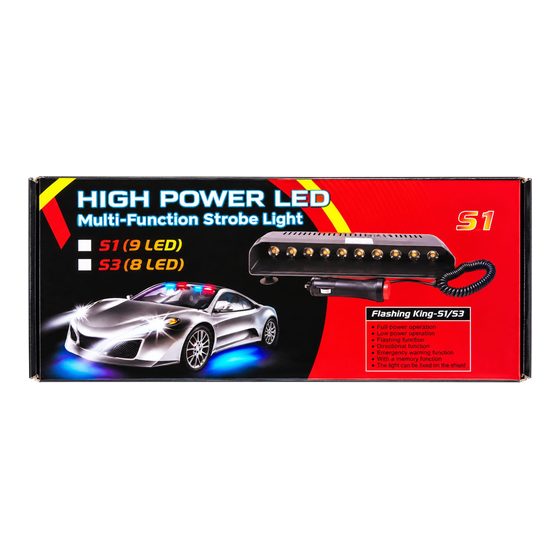 HIGH POWER LED
Multi-Function Strobe Light
S1 (9 LED)
S3 (8 LED)
S1
Flashing King-S1/S3
Full power operation
Low power operation
Flashing function
Directional function
Emergency warning function
With a memory function
The light can be fixed on the shield